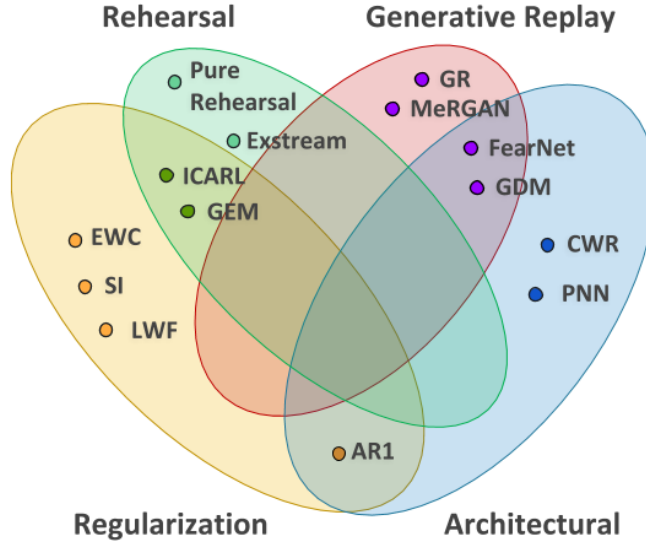 Rehearsal
Generative Replay
Pure
Rehearsal
GR
MeRGAN
Exstream
FearNet
ICARL
GDM
GEM
EWC
CWR
SI
PNN
LWF
AR1
Regularization
Architectural